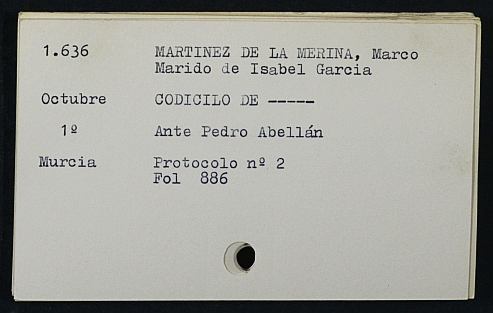 1.636 MARTINEZ DE LA MERINA, Marco
Marido de Isabel Garcia
Octubre CODICILO DE -----
1º Ante Pedro Abellán
Murcia Protocolo nº 2
Fol 886